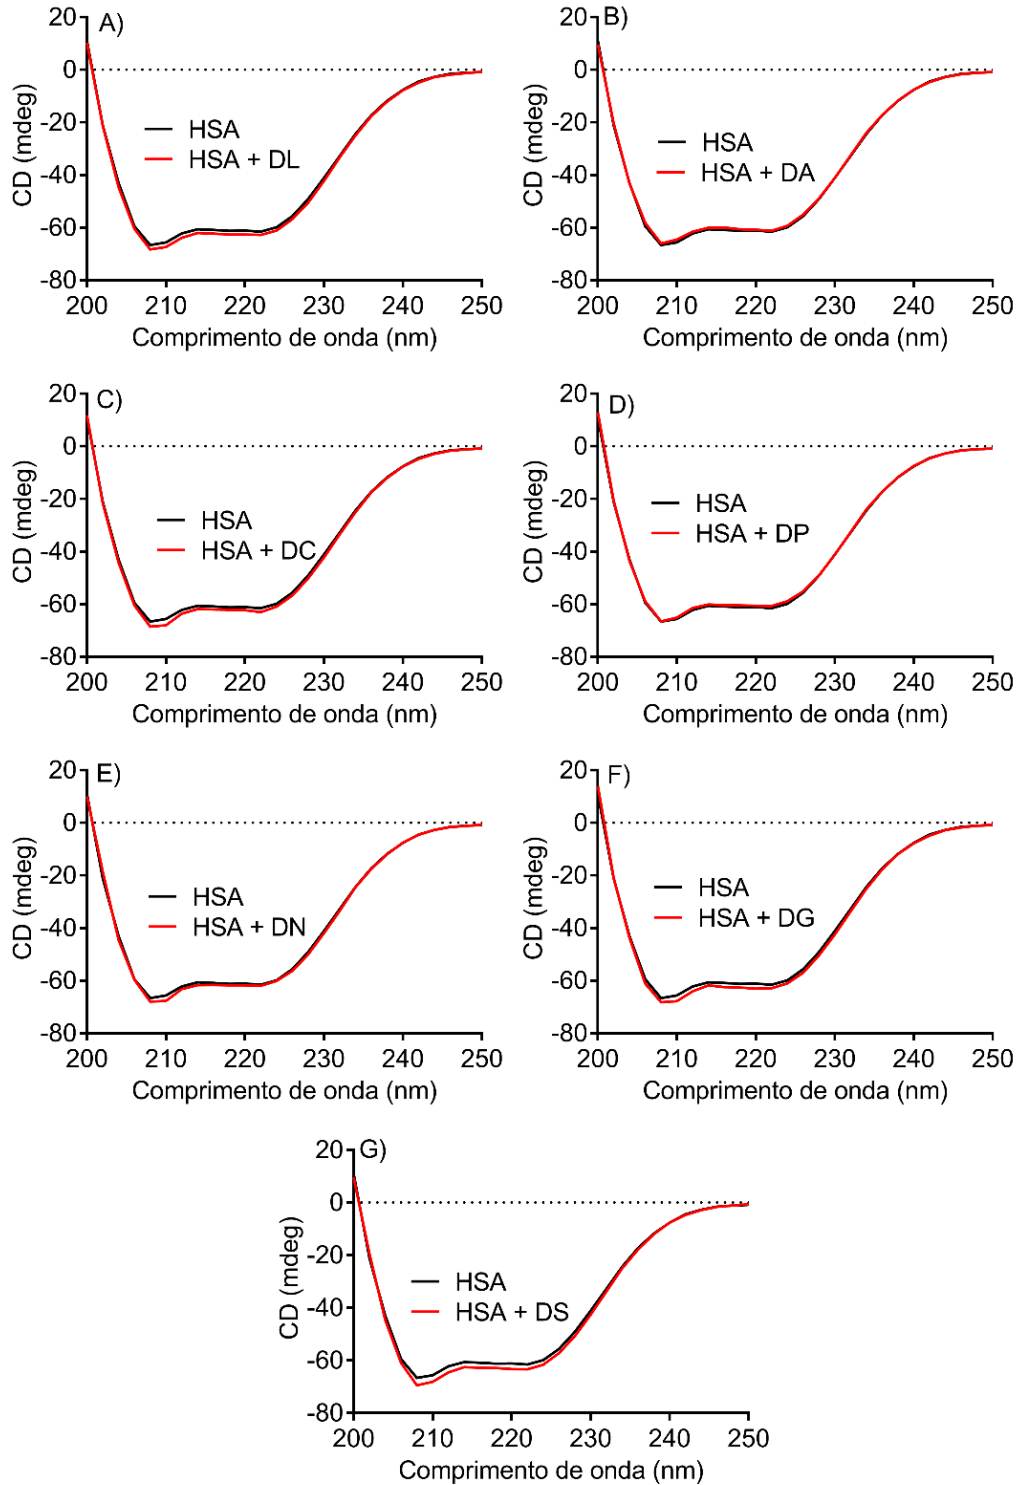 A)
CD (mdeg)
20
0
-20
-40
-60
-80
HSA
HSA + DL
200 210 220 230 240 250
Comprimento de onda (nm)
B)
CD (mdeg)
20
0
-20
-40
-60
-80
HSA
HSA + DA
200 210 220 230 240 250
Comprimento de onda (nm)
C)
CD (mdeg)
20
0
-20
-40
-60
-80
HSA
HSA + DC
200 210 220 230 240 250
Comprimento de onda (nm)
D)
CD (mdeg)
20
0
-20
-40
-60
-80
HSA
HSA + DP
200 210 220 230 240 250
Comprimento de onda (nm)
E)
CD (mdeg)
20
0
-20
-40
-60
-80
HSA
HSA + DN
200 210 220 230 240 250
Comprimento de onda (nm)
F)
CD (mdeg)
20
0
-20
-40
-60
-80
HSA
HSA + DG
200 210 220 230 240 250
Comprimento de onda (nm)
G)
CD (mdeg)
20
0
-20
-40
-60
-80
HSA
HSA + DS
200 210 220 230 240 250
Comprimento de onda (nm)